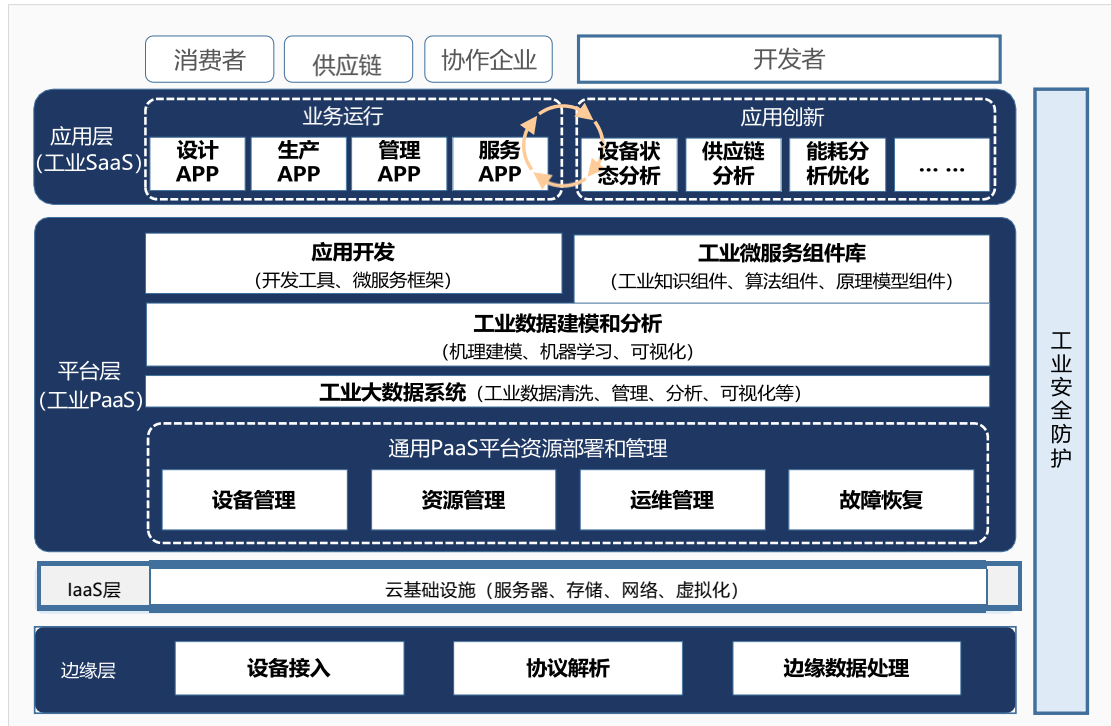 消费者
供应链
协作企业
开发者
应用层
(工业SaaS)
业务运行
设计
APP
生产
APP
管理
APP
服务
APP
应用创新
设备状
态分析
供应链
分析
能耗分
析优化
... ...
平台层
(工业PaaS)
应用开发
(开发工具、微服务框架)
工业微服务组件库
(工业知识组件、算法组件、原理模型组件)
工业数据建模和分析
(机理建模、机器学习、可视化)
工业大数据系统（工业数据清洗、管理、分析、可视化等）
通用PaaS平台资源部署和管理
设备管理
资源管理
运维管理
故障恢复
IaaS层
云基础设施（服务器、存储、网络、虚拟化）
边缘层
设备接入
协议解析
边缘数据处理
工业安全防护